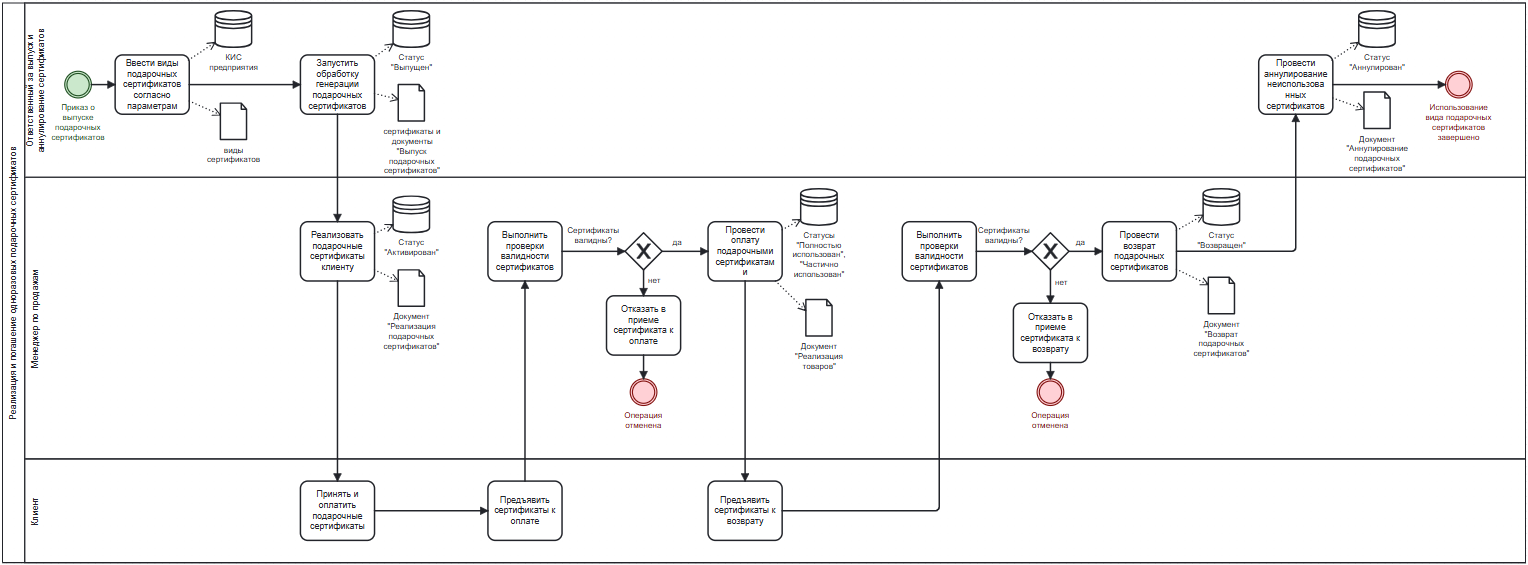 Реализация и погашение одноразовых подарочных сертификатов
Ответственный за выпуск и
аннулирование сертификатов
Приказ о
выпуске
подарочных
сертификатов
Ввести виды
подарочных
сертификатов
согласно
параметрам
КИС
предприятия
виды
сертификатов
Запустить
обработку
генерации
подарочных
сертификатов
Статус
"Выпущен"
сертификаты и
документы
"Выпуск
подарочных
сертификатов"
Провести
аннулирование
неиспользова
нных
сертификатов
Статус
"Аннулирован"
Документ
"Аннулирование
подарочных
сертификатов"
Использование
вида подарочных
сертификатов
завершено
Менеджер по продажам
Реализовать
подарочные
сертификаты
клиенту
Статус
"Активирован"
Документ
"Реализация
подарочных
сертификатов"
Выполнить
проверки
валидности
сертификатов
Сертификаты
валидны?
да
нет
Отказать в
приеме
сертификата к
оплате
Операция
отменена
Провести
оплату
подарочными
сертификатам
и
Статусы
"Полностью
использован",
"Частично
использован"
Документ
"Реализация
товаров"
Выполнить
проверки
валидности
сертификатов
Сертификаты
валидны?
да
нет
Отказать в
приеме
сертификата к
возврату
Операция
отменена
Провести
возврат
подарочных
сертификатов
Статус
"Возвращен"
Документ
"Возврат
подарочных
сертификатов"
Клиент
Принять и
оплатить
подарочные
сертификаты
Предъявить
сертификаты к
оплате
Предъявить
сертификаты к
возврату